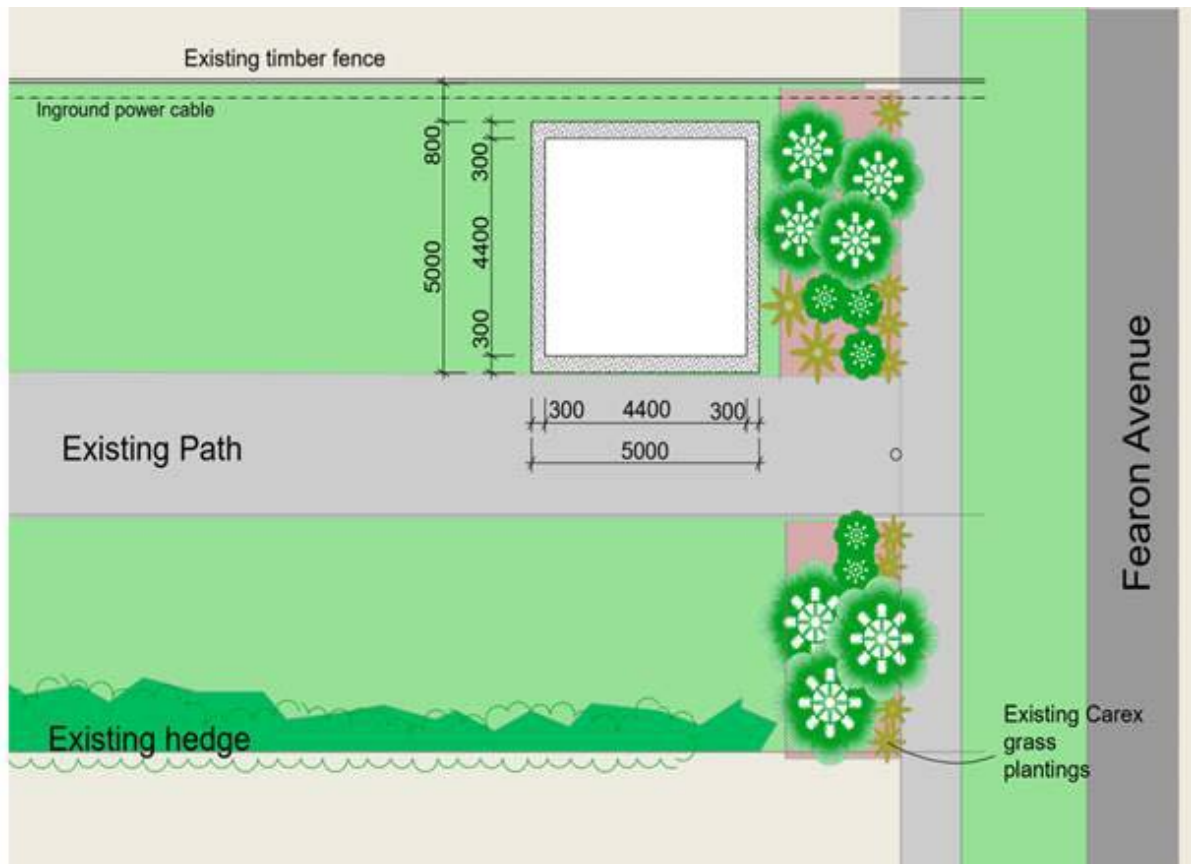 Existing timber fence
Inground power cable
800
300
4400
5000
300
300 4400 300
5000
Existing Path
Fearon Avenue
Existing hedge
Existing Carex
grass
plantings